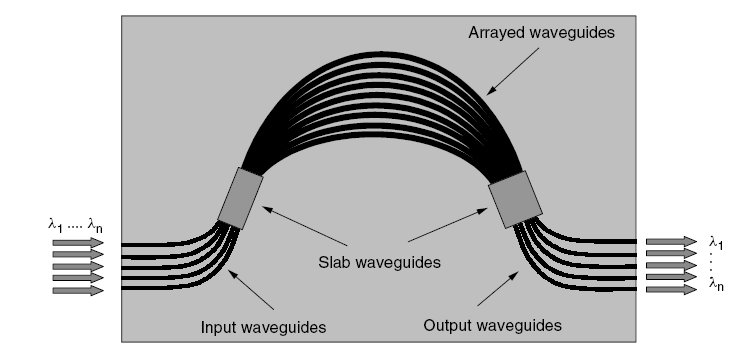 Arrayed waveguides
λ1 .... λn
Slab waveguides
λ1
.
.
.
λn
Input waveguides
Output waveguides